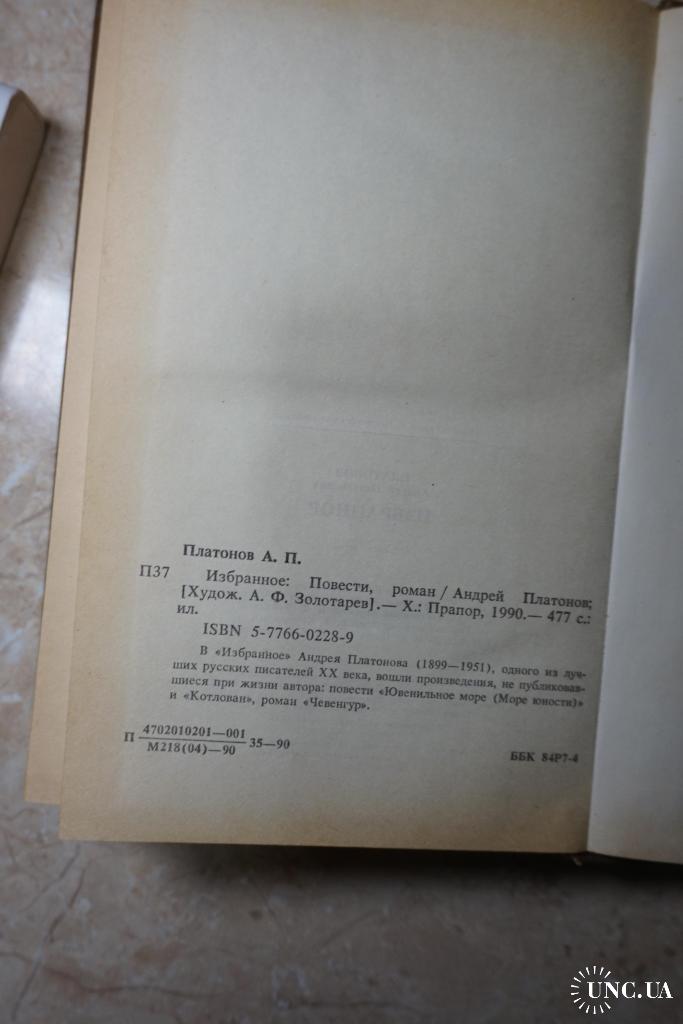 Платонов А. П.
П37 Избранное: Повести, роман / Андрей Платонов;
[Худож. А. Ф. Золотарев].— Х.: Прапор, 1990.— 477 с.:
ил.
ISBN 5-7766-0228-9
В «Избранное» Андрея Платонова (1899—1951), одного из луч-
ших русских писателей XX века, вошли произведения, не публиковав-
шиеся при жизни автора: повести «Ювенильное море (Море юности)»
и «Котлован», роман «Чевенгур».
П 4702010201—001 35—90
М218(04)—90
ББК 84Р7-4
UNC.UA